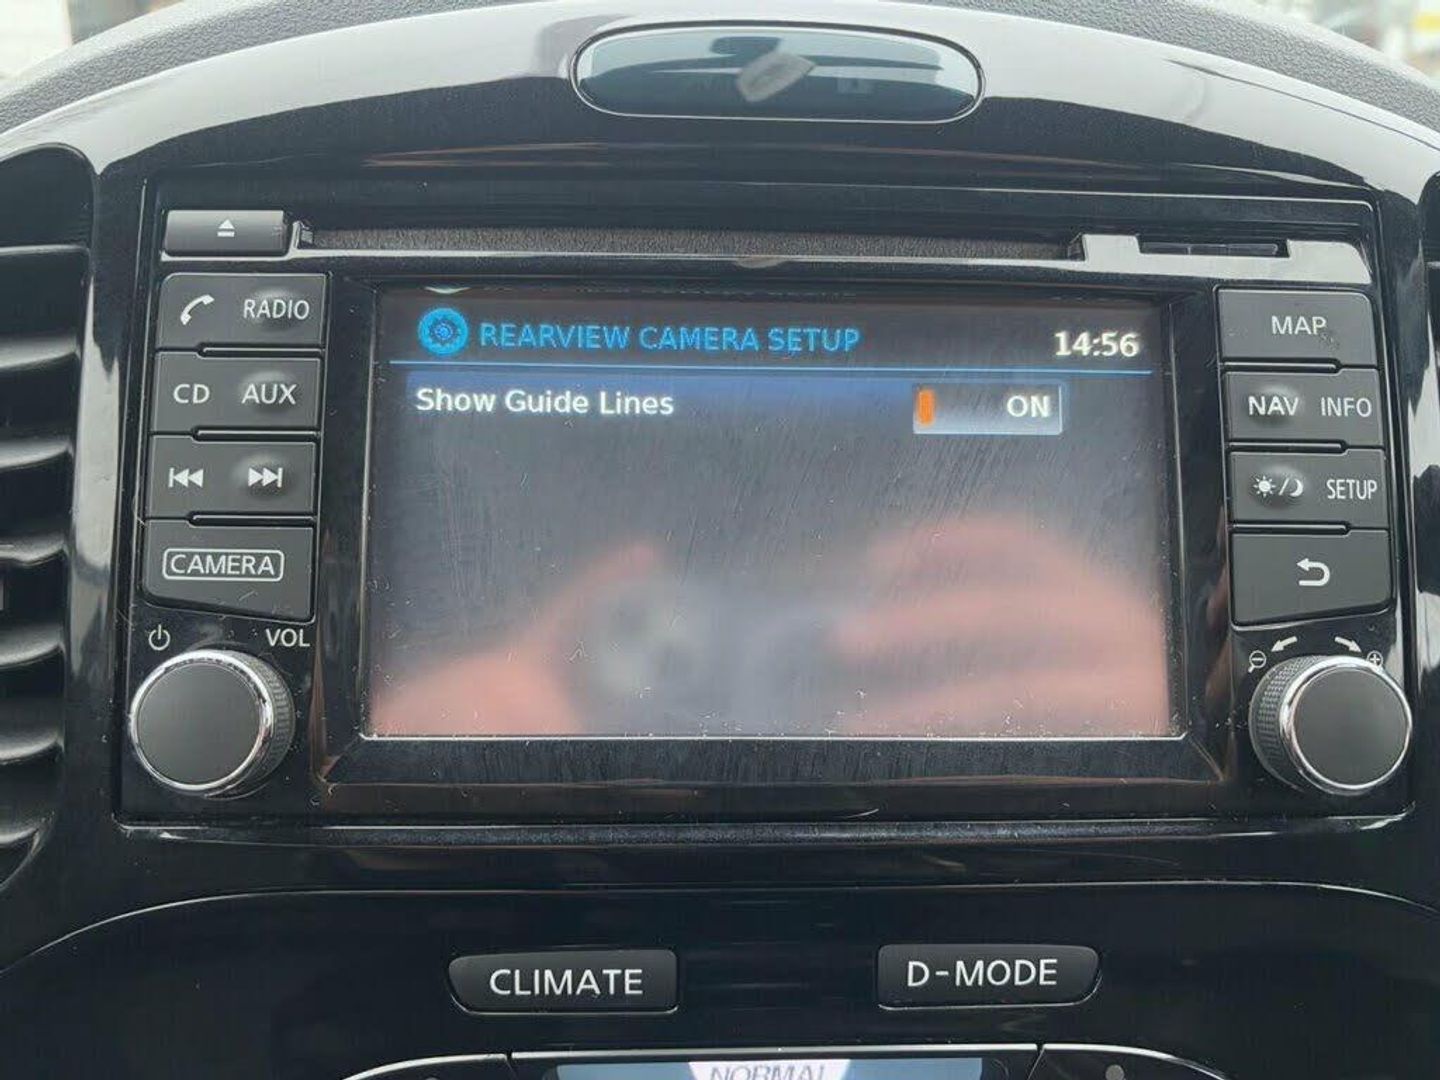 RADIO
CD AUX
CAMERA
VOL
REARVIEW CAMERA SETUP 14:56
Show Guide Lines ON
MAP
NAV INFO
SETUP
CLIMATE D-MODE
NORMAL